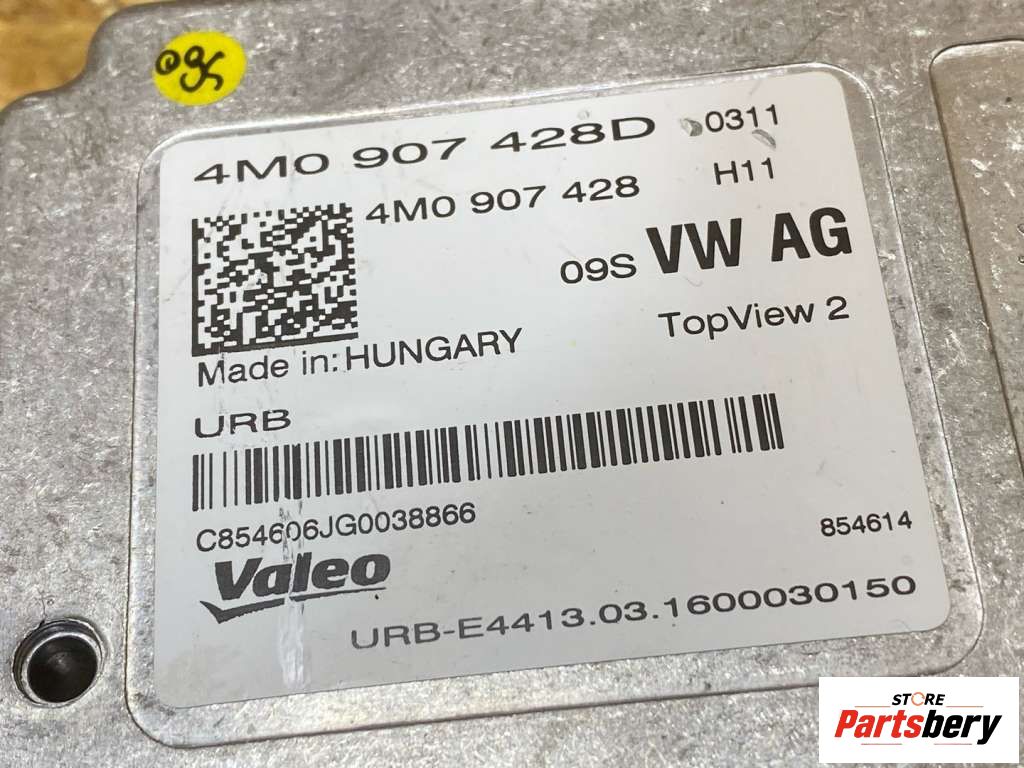 4M0 907 428D 0311
4M0 907 428 H11
09S VW AG
TopView 2
Made in: HUNGARY
URB
C854606JG0038866
854614
Valeo
URB-E4413.03.1600030150
STORE
Partsbery